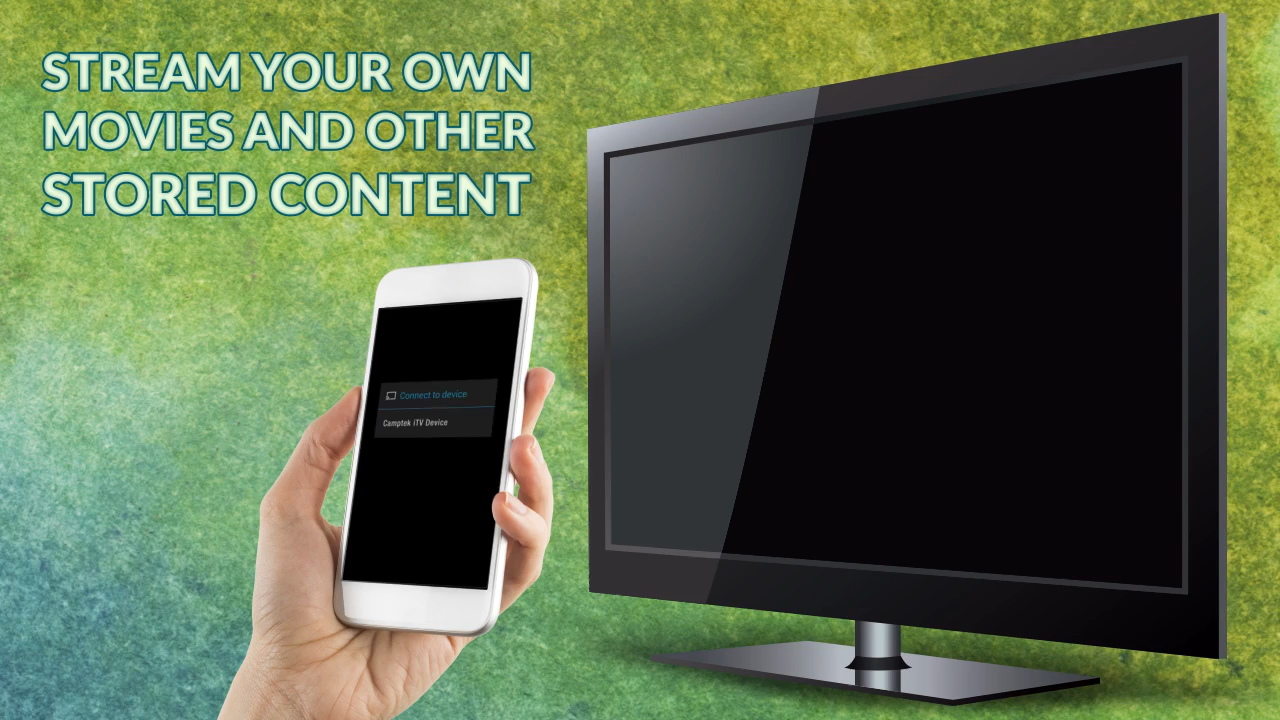 STREAM YOUR OWN
MOVIES AND OTHER
STORED CONTENT
Connect to device
Camptek iTV Device